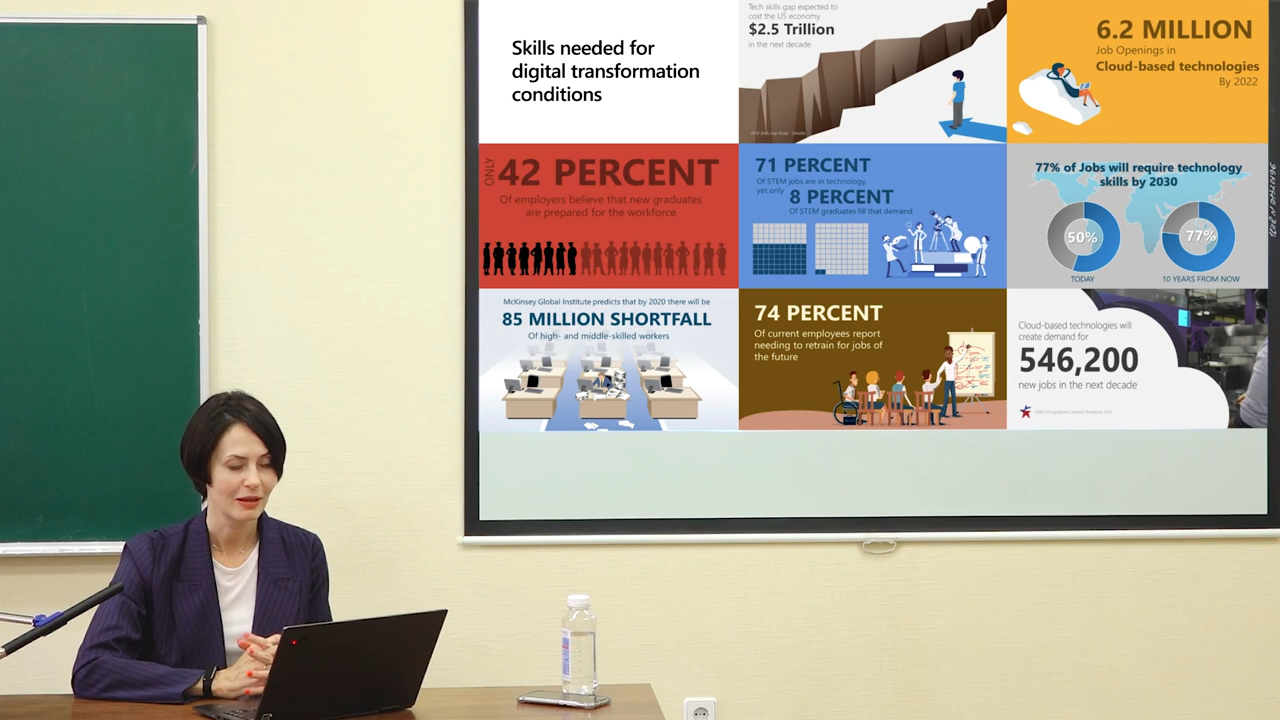 Skills needed for
digital transformation
conditions
Tech skills gap expected to
cost the US economy
$2.5 Trillion
in the next decade
6.2 MILLION
Job Openings in
Cloud-based technologies
By 2022
ONLY
42 PERCENT
Of employers believe that new graduates
are prepared for the workforce
71 PERCENT
Of STEM jobs are in technology,
yet only
8 PERCENT
Of STEM graduates fill that demand
77% of Jobs will require technology
skills by 2030
50%
77%
TODAY
10 YEARS FROM NOW
McKinsey Global Institute predicts that by 2020 there will be
85 MILLION SHORTFALL
Of high- and middle-skilled workers
74 PERCENT
Of current employees report
needing to retrain for jobs of
the future
Cloud-based technologies will
create demand for
546,200
new jobs in the next decade